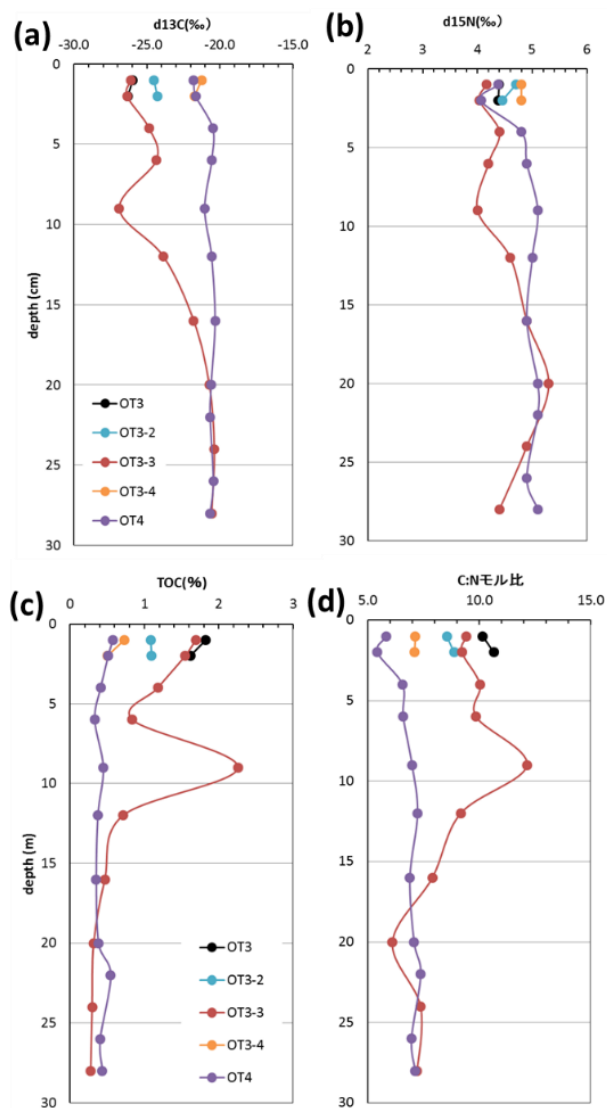 (a)
d13C(‰)
-30.0 -25.0 -20.0 -15.0
0
5
10
15
20
25
30
depth (cm)
OT3
OT3-2
OT3-3
OT3-4
OT4
(b)
d15N(‰)
2 3 4 5 6
0
5
10
15
20
25
30
(c)
TOC(%)
0 1 2 3
0
5
10
15
20
25
30
depth (m)
OT3
OT3-2
OT3-3
OT3-4
OT4
(d)
C:Nモル比
5.0 10.0 15.0
0
5
10
15
20
25
30